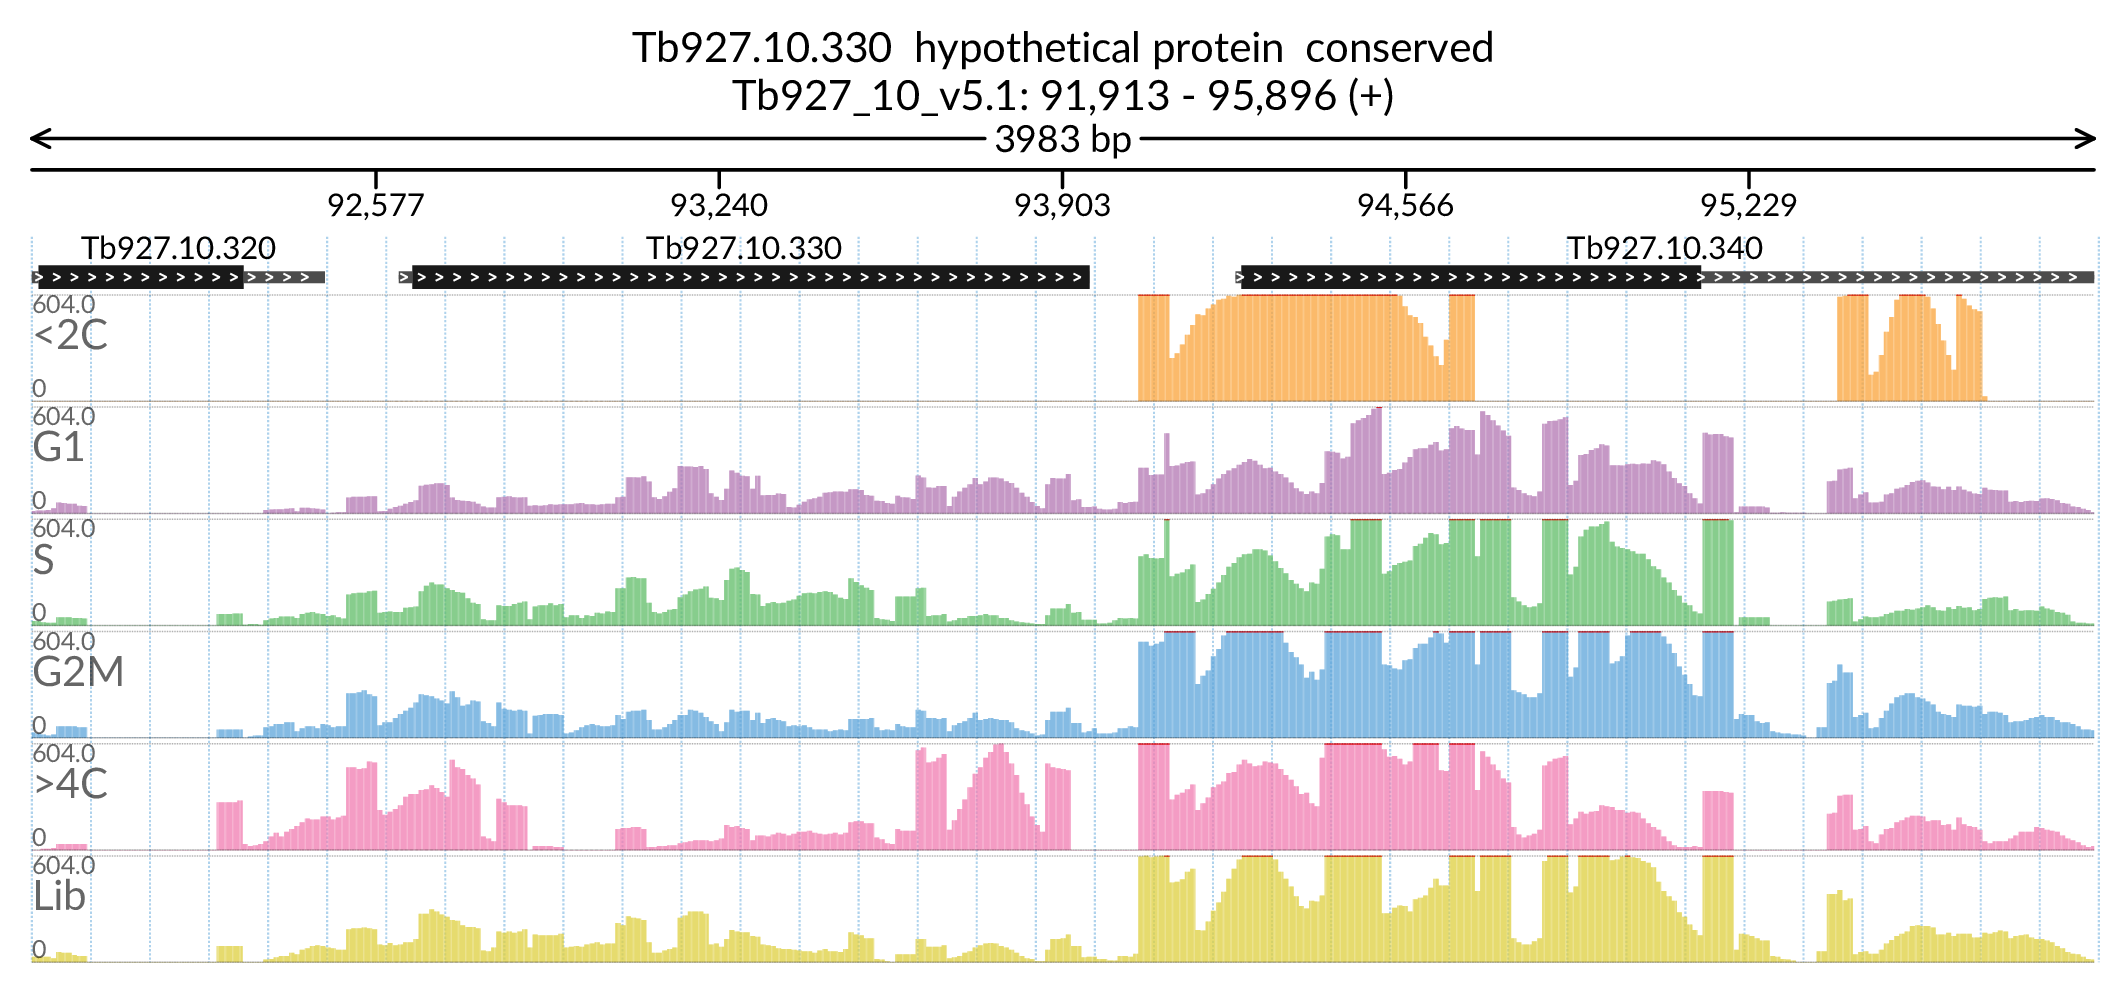 Tb927.10.330 hypothetical protein conserved
Tb927_10_v5.1: 91,913 - 95,896 (+)
3983 bp
92,577 93,240 93,903 94,566 95,229
Tb927.10.320 Tb927.10.330 Tb927.10.340
604.0
<2C
0
604.0
G1
0
604.0
S
0
604.0
G2M
0
604.0
>4C
0
604.0
Lib
0